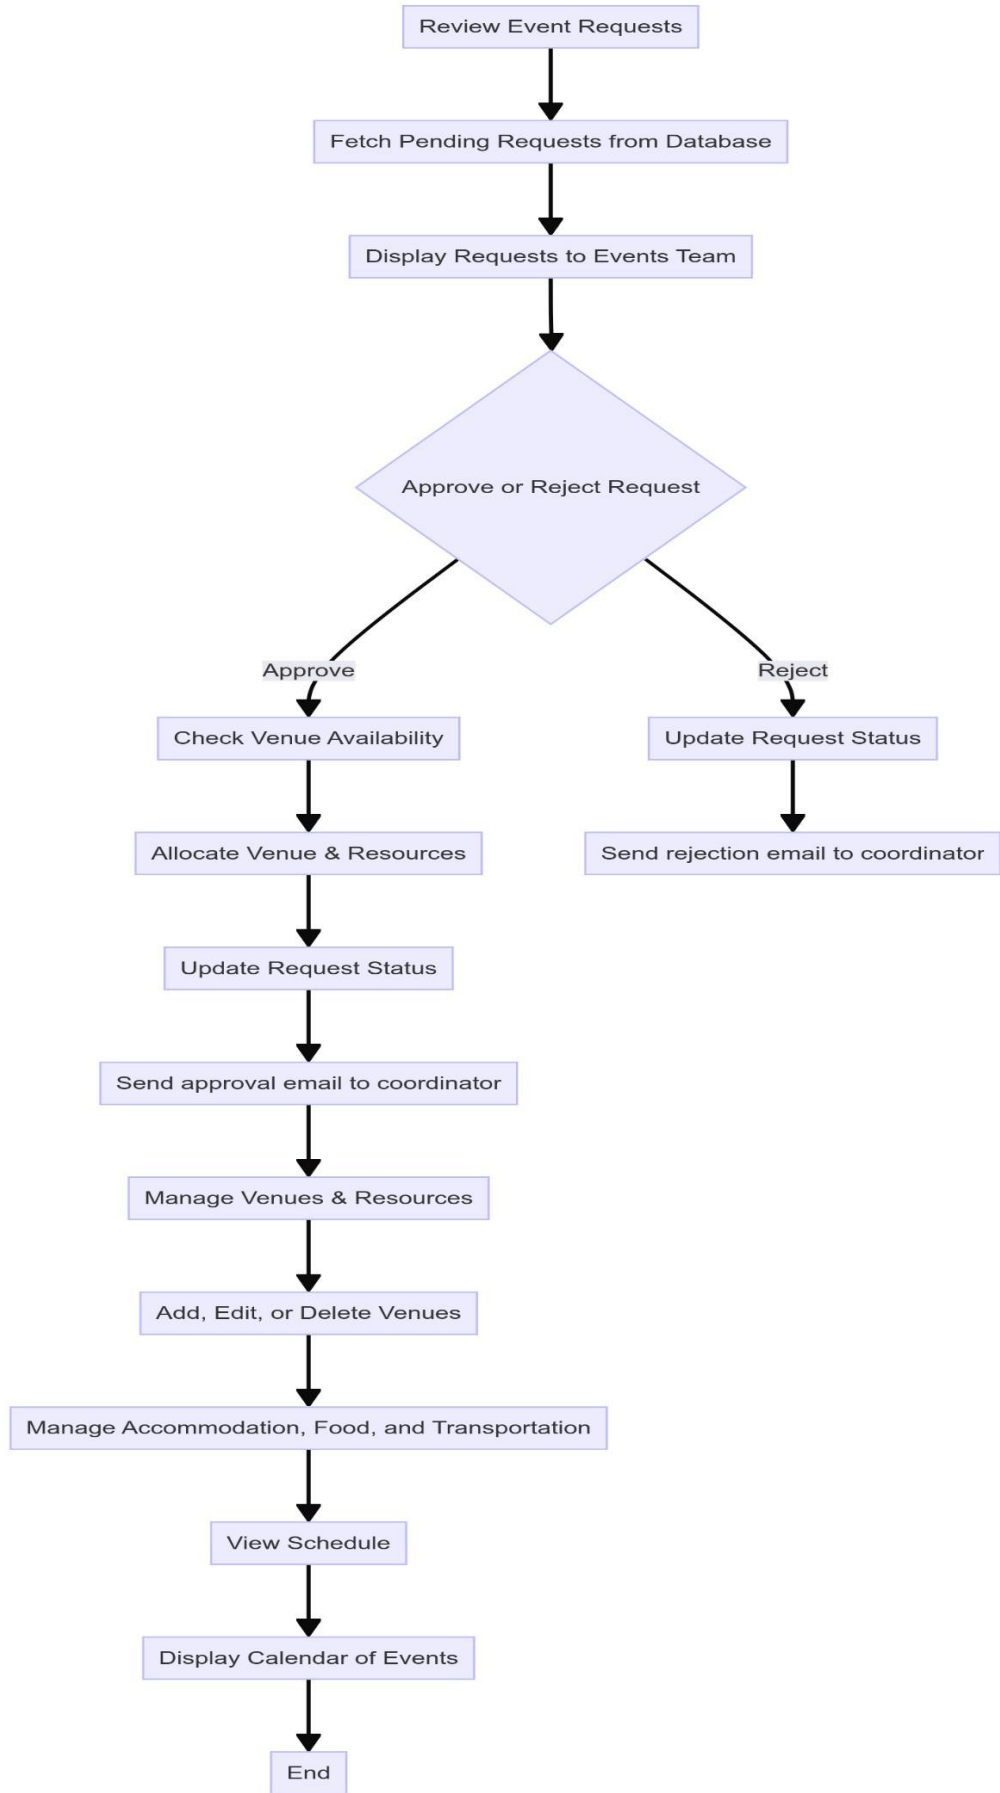 Review Event Requests
Fetch Pending Requests from Database
Display Requests to Events Team
Approve or Reject Request
Approve
Reject
Check Venue Availability
Update Request Status
Allocate Venue & Resources
Send rejection email to coordinator
Update Request Status
Send approval email to coordinator
Manage Venues & Resources
Add, Edit, or Delete Venues
Manage Accommodation, Food, and Transportation
View Schedule
Display Calendar of Events
End